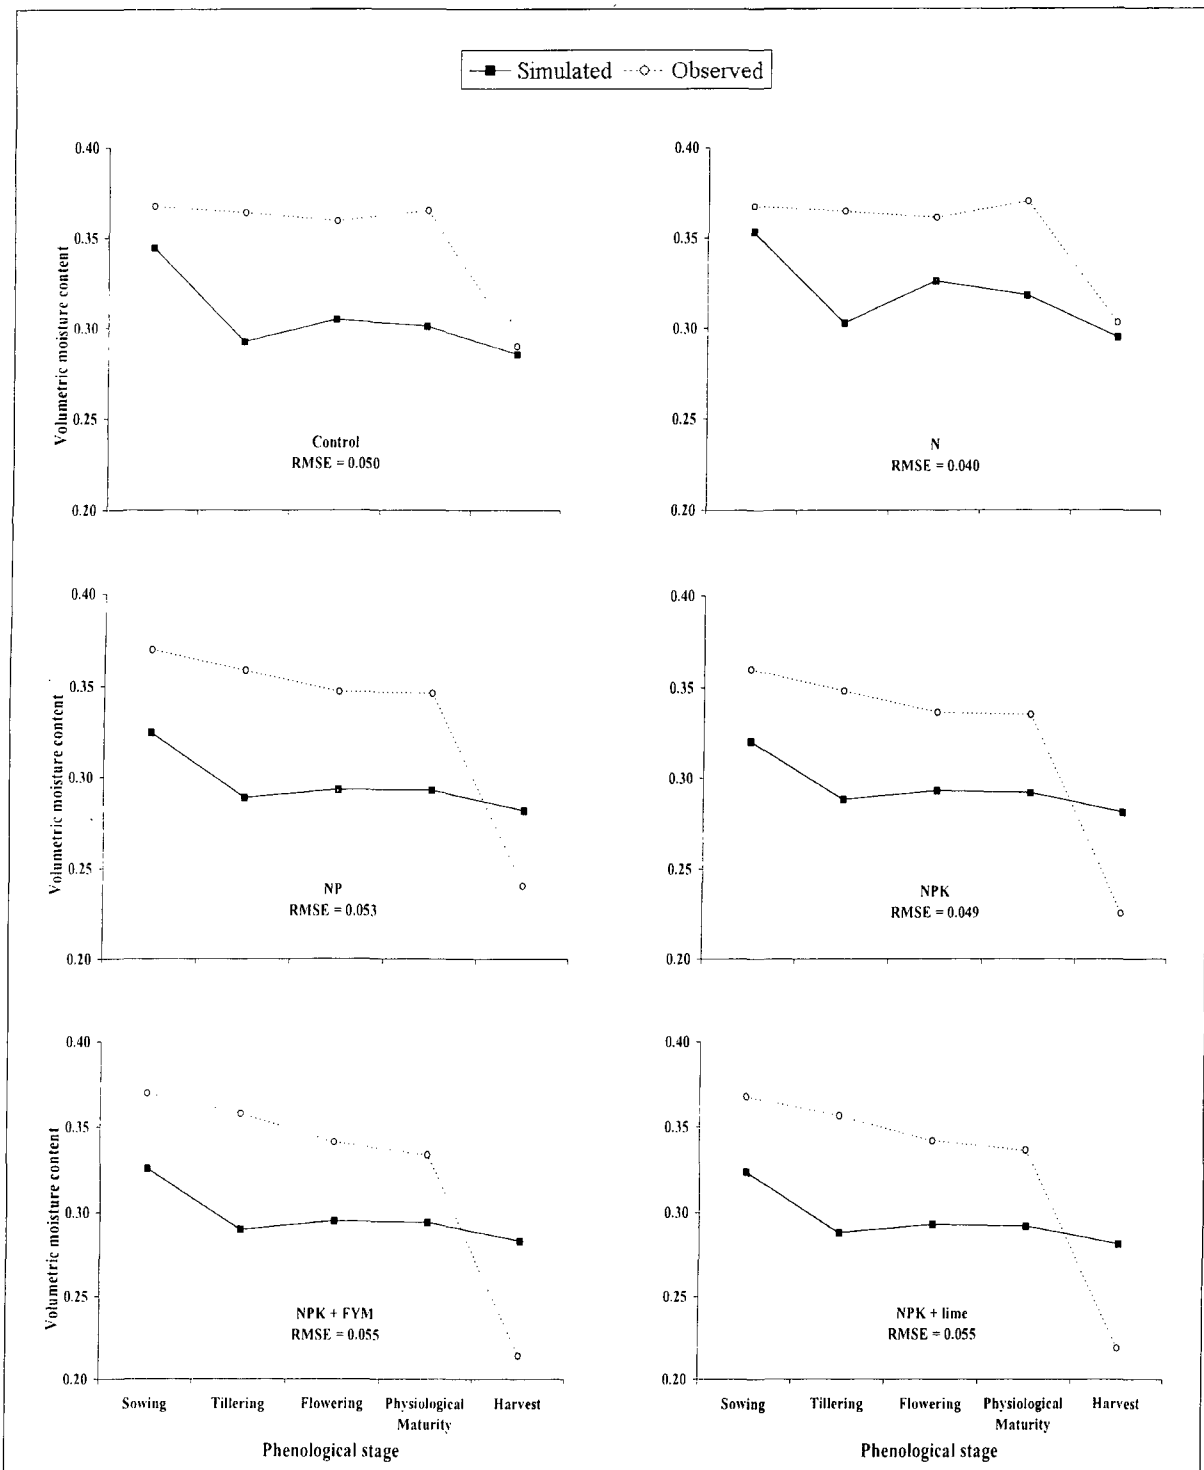 Simulated Observed
0.40
0.35
0.30
0.25
0.20
Volumetric moisture content
Control
RMSE = 0.050
0.40
0.35
0.30
0.25
0.20
N
RMSE = 0.040
0.40
0.35
0.30
0.25
0.20
Volumetric moisture content
NP
RMSE = 0.053
0.40
0.35
0.30
0.25
0.20
NPK
RMSE = 0.049
0.40
0.35
0.30
0.25
0.20
Volumetric moisture content
NPK + FYM
RMSE = 0.055
Sowing Tillering Flowering Physiological Harvest
Maturity
Phenological stage
0.40
0.35
0.30
0.25
0.20
NPK + lime
RMSE = 0.055
Sowing Tillering Flowering Physiological Harvest
Maturity
Phenological stage